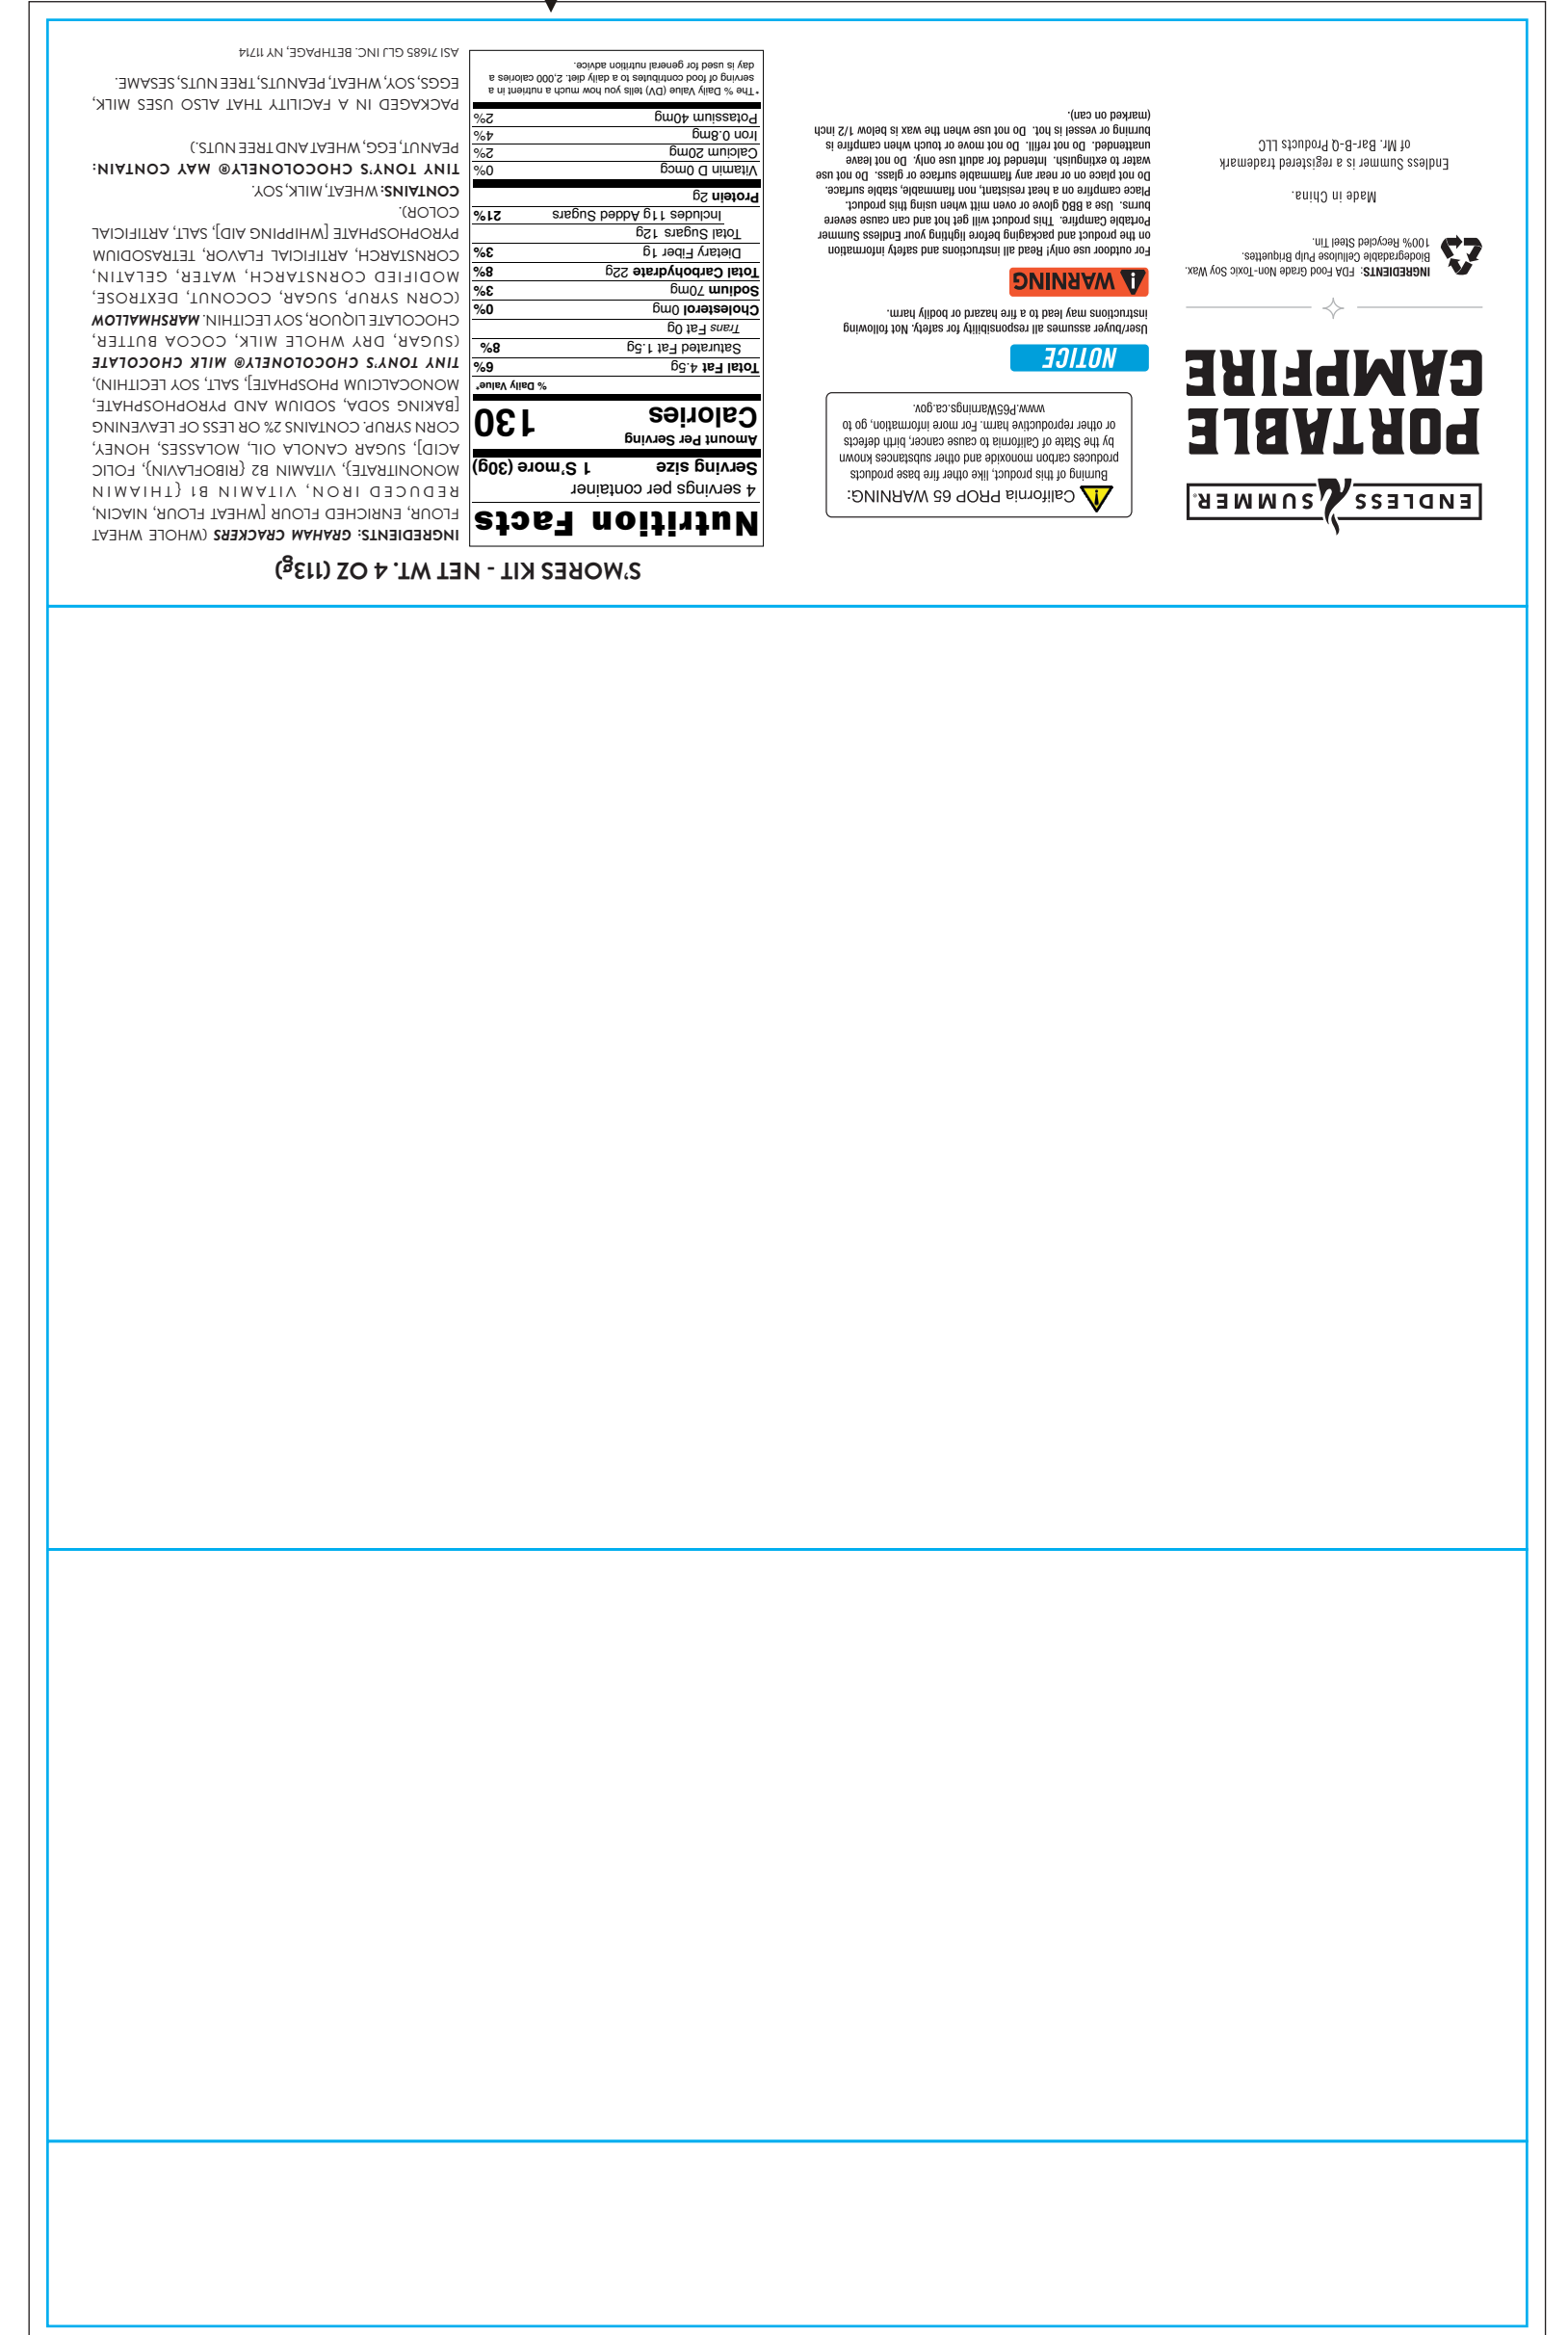 S'MORES KIT - NET WT. 4 OZ (113g)
ENDLESS SUMMER®
PORTABLE
CAMPFIRE
INGREDIENTS: FDA Food Grade Non-Toxic Soy Wax.
Biodegradable Cellulose Pulp Briquettes.
100% Recycled Steel Tin.
Made in China.
Endless Summer is a registered trademark
of Mr. Bar-B-Q Products LLC
California PROP 65 WARNING:
Burning of this product, like other fire base products
produces carbon monoxide and other substances known
by the State of California to cause cancer, birth defects
or other reproductive harm. For more information, go to
www.P65Warnings.ca.gov.
NOTICE
User/buyer assumes all responsibility for safety. Not following
instructions may lead to a fire hazard or bodily harm.
WARNING
For outdoor use only! Read all instructions and safety information
on the product and packaging before lighting your Endless Summer
Portable Campfire. This product will get hot and can cause severe
burns. Use a BBQ glove or oven mitt when using this product.
Place campfire on a heat resistant, non flammable, stable surface.
Do not place on or near any flammable surface or glass. Do not use
water to extinguish. Intended for adult use only. Do not leave
unattended. Do not refill. Do not move or touch when campfire is
burning or vessel is hot. Do not use when the wax is below 1/2 inch
(marked on can).
Nutrition Facts
4 servings per container
Serving size 1 S'more (30g)
Amount Per Serving
Calories 130
% Daily Value*
Total Fat 4.5g 6%
Saturated Fat 1.5g 8%
Trans Fat 0g
Cholesterol 0mg 0%
Sodium 70mg 3%
Total Carbohydrate 22g 8%
Dietary Fiber 1g 3%
Total Sugars 12g
Includes 11g Added Sugars 21%
Protein 2g
Vitamin D 0mcg 0%
Calcium 20mg 2%
Iron 0.8mg 4%
Potassium 40mg 2%
*The % Daily Value (DV) tells you how much a nutrient in a
serving of food contributes to a daily diet. 2,000 calories a
day is used for general nutrition advice.
INGREDIENTS: GRAHAM CRACKERS (WHOLE WHEAT
FLOUR, ENRICHED FLOUR [WHEAT FLOUR, NIACIN,
REDUCED IRON, VITAMIN B1 {THIAMIN
MONONITRATE}, VITAMIN B2 {RIBOFLAVIN}, FOLIC
ACID], SUGAR CANOLA OIL, MOLASSES, HONEY,
CORN SYRUP. CONTAINS 2% OR LESS OF LEAVENING
[BAKING SODA, SODIUM AND PYROPHOSPHATE,
MONOCALCIUM PHOSPHATE], SALT, SOY LECITHIN),
TINY TONY'S CHOCOLONELY® MILK CHOCOLATE
(SUGAR, DRY WHOLE MILK, COCOA BUTTER,
CHOCOLATE LIQUOR, SOY LECITHIN. MARSHMALLOW
(CORN SYRUP, SUGAR, COCONUT, DEXTROSE,
MODIFIED CORNSTARCH, WATER, GELATIN,
CORNSTARCH, ARTIFICIAL FLAVOR, TETRASODIUM
PYROPHOSPHATE [WHIPPING AID], SALT, ARTIFICIAL
COLOR).
CONTAINS: WHEAT, MILK, SOY.
TINY TONY'S CHOCOLONELY® MAY CONTAIN:
PEANUT, EGG, WHEAT AND TREE NUTS.)
PACKAGED IN A FACILITY THAT ALSO USES MILK,
EGGS, SOY, WHEAT, PEANUTS, TREE NUTS, SESAME.
ASI 71685 GLJ INC. BETHPAGE, NY 11714